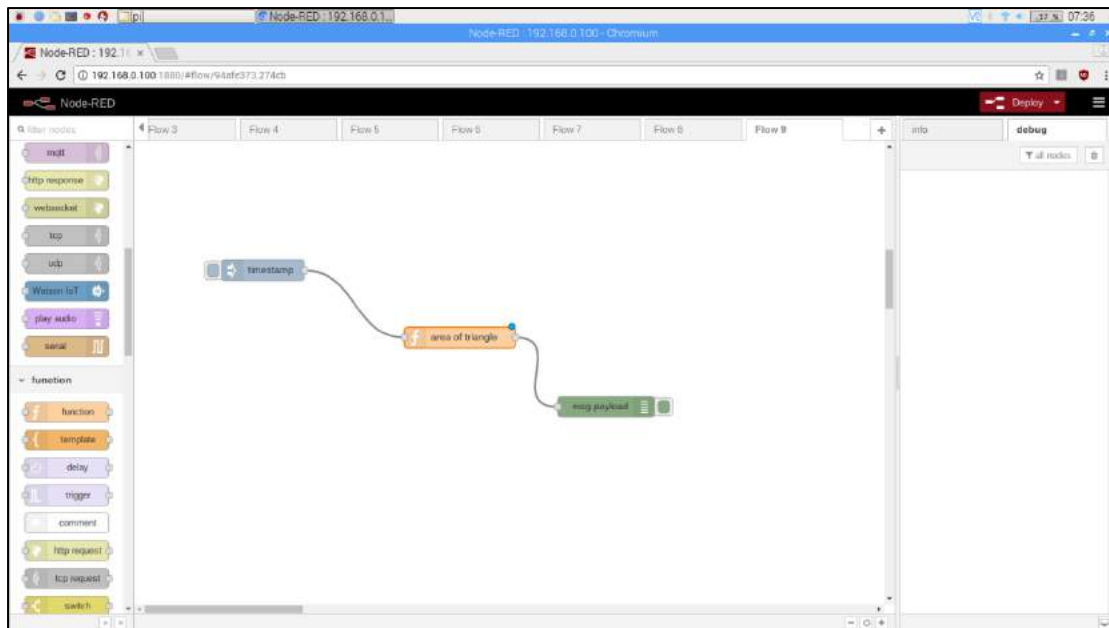 pi
Node-RED : 192.168.0.1...
37 %
07:36
Node-RED : 192.168.0.100 - Chromium
Node-RED : 192.1
192.168.0.100:1880/#flow/
Node-RED
Deploy
filter nodes
Flow 3
Flow 4
Flow 5
Flow 6
Flow 7
Flow 8
Flow 9
info
debug
all nodes
mqtt
http response
websocket
tcp
udp
Watson IoT
play audio
serial
function
function
template
delay
trigger
comment
http request
tcp request
switch
timestamp
area of triangle
msg.payload